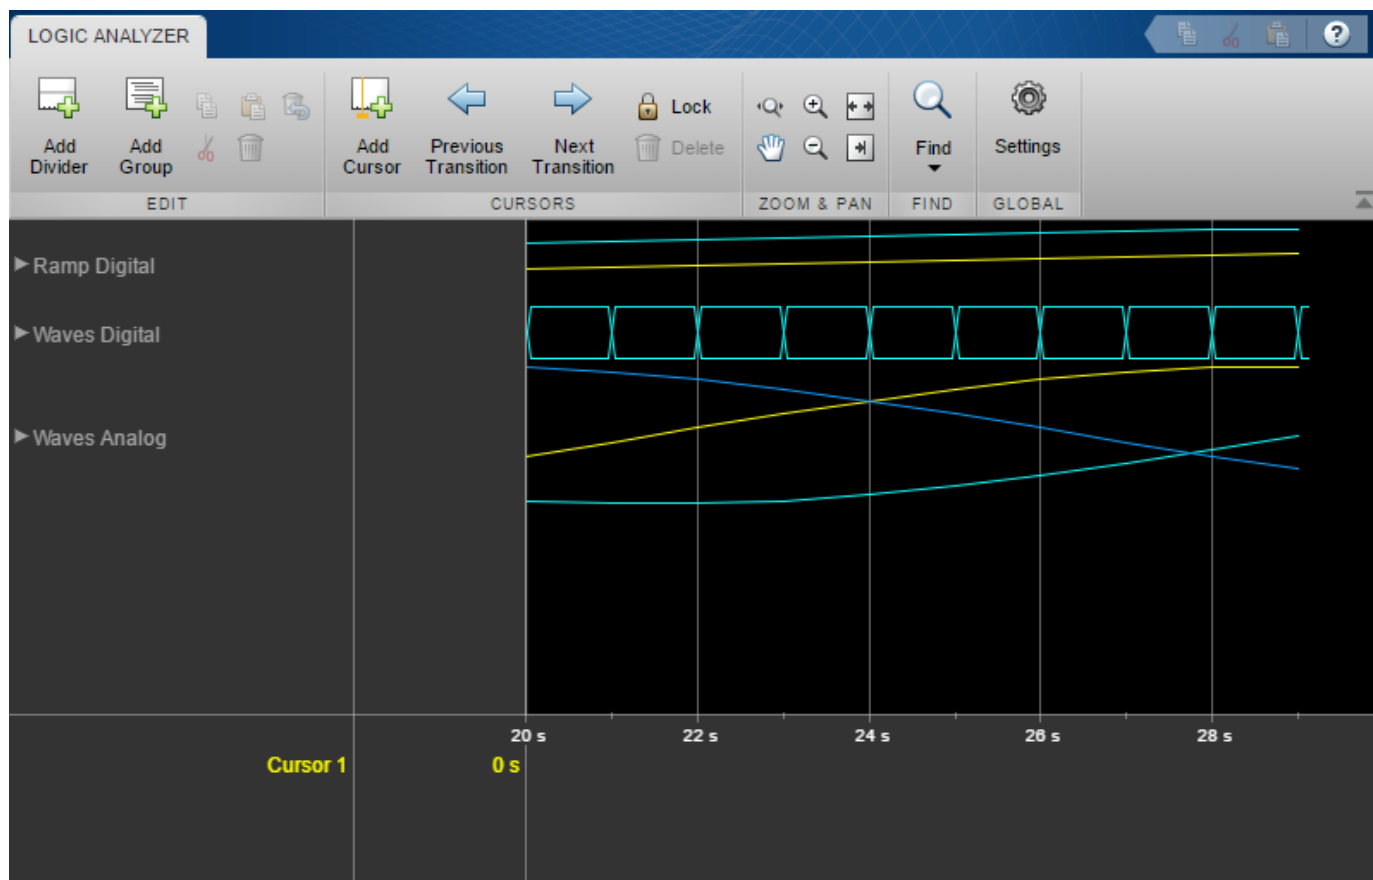 LOGIC ANALYZER
?
Add
Divider
Add
Group
Add
Cursor
Previous
Transition
Next
Transition
Lock
Delete
Find
Settings
EDIT
CURSORS
ZOOM & PAN
FIND
GLOBAL
Ramp Digital
Waves Digital
Waves Analog
20 s
22 s
24 s
26 s
28 s
Cursor 1
0 s